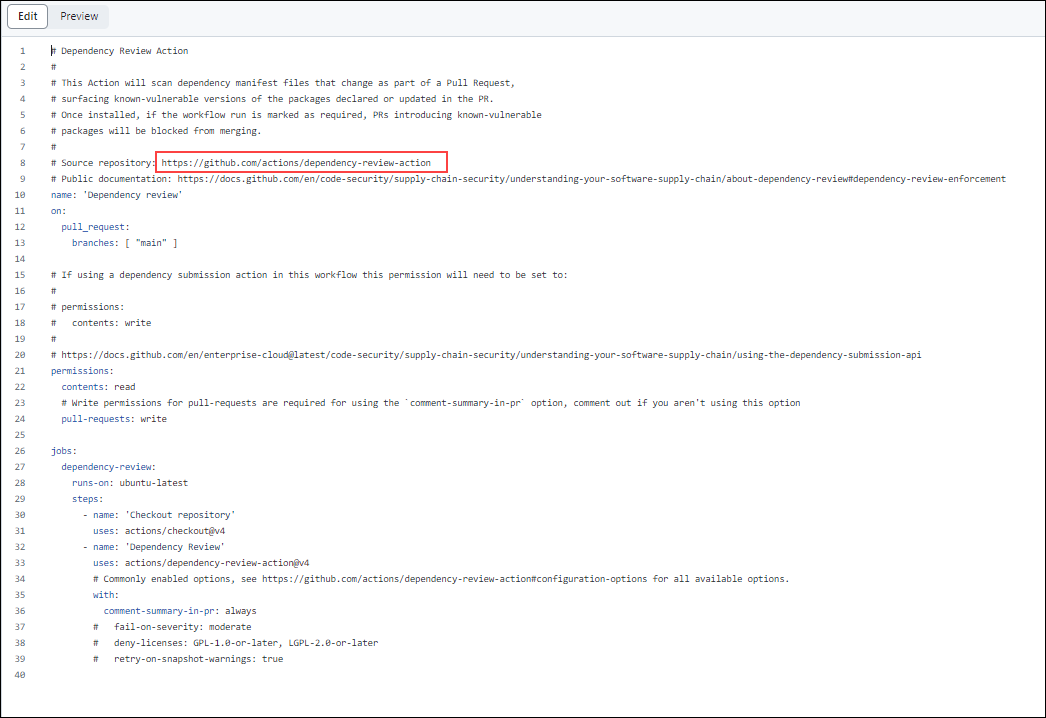 Edit Preview
1 # Dependency Review Action
2 #
3 # This Action will scan dependency manifest files that change as part of a Pull Request,
4 # surfacing known-vulnerable versions of the packages declared or updated in the PR.
5 # Once installed, if the workflow run is marked as required, PRs introducing known-vulnerable
6 # packages will be blocked from merging.
7 #
8 # Source repository: https://github.com/actions/dependency-review-action
9 # Public documentation: https://docs.github.com/en/code-security/supply-chain-security/understanding-your-software-supply-chain/about-dependency-review#dependency-review-enforcement
10 name: 'Dependency review'
11 on:
12   pull_request:
13     branches: [ "main" ]
14
15 # If using a dependency submission action in this workflow this permission will need to be set to:
16 #
17 # permissions:
18 #   contents: write
19 #
20 # https://docs.github.com/en/enterprise-cloud@latest/code-security/supply-chain-security/understanding-your-software-supply-chain/using-the-dependency-submission-api
21 permissions:
22   contents: read
23   # Write permissions for pull-requests are required for using the `comment-summary-in-pr` option, comment out if you aren't using this option
24   pull-requests: write
25
26 jobs:
27   dependency-review:
28     runs-on: ubuntu-latest
29     steps:
30       - name: 'Checkout repository'
31         uses: actions/checkout@v4
32       - name: 'Dependency Review'
33         uses: actions/dependency-review-action@v4
34         # Commonly enabled options, see https://github.com/actions/dependency-review-action#configuration-options for all available options.
35         with:
36           comment-summary-in-pr: always
37         #   fail-on-severity: moderate
38         #   deny-licenses: GPL-1.0-or-later, LGPL-2.0-or-later
39         #   retry-on-snapshot-warnings: true
40